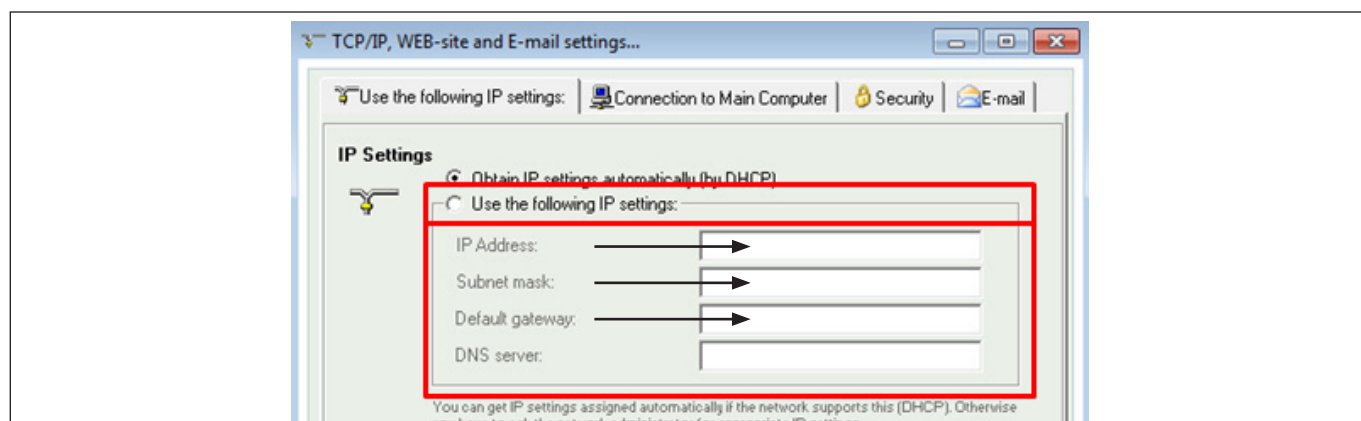 TCP/IP, WEB-site and E-mail settings...
Use the following IP settings: Connection to Main Computer Security E-mail
IP Settings
Obtain IP settings automatically (by DHCP)
Use the following IP settings:
IP Address:
Subnet mask:
Default gateway:
DNS server:
You can get IP settings assigned automatically if the network supports this (DHCP). Otherwise